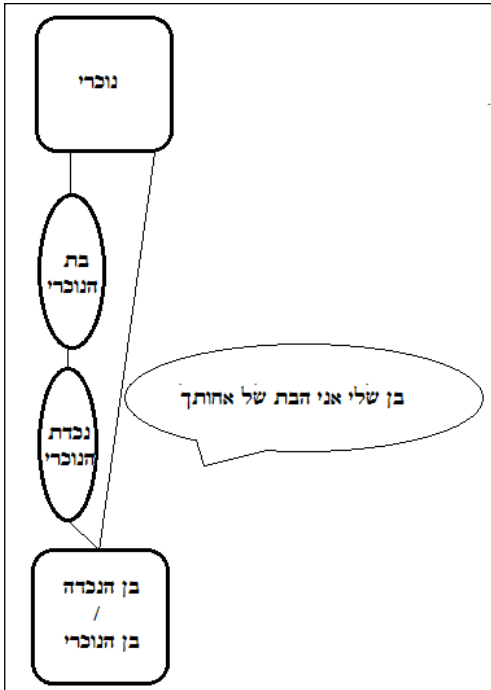 נוכרי
בת
הנוכרי
בן שלי אני הבת של אחותך
נכדת
הנוכרי
בן הנכדה
/
בן הנוכרי